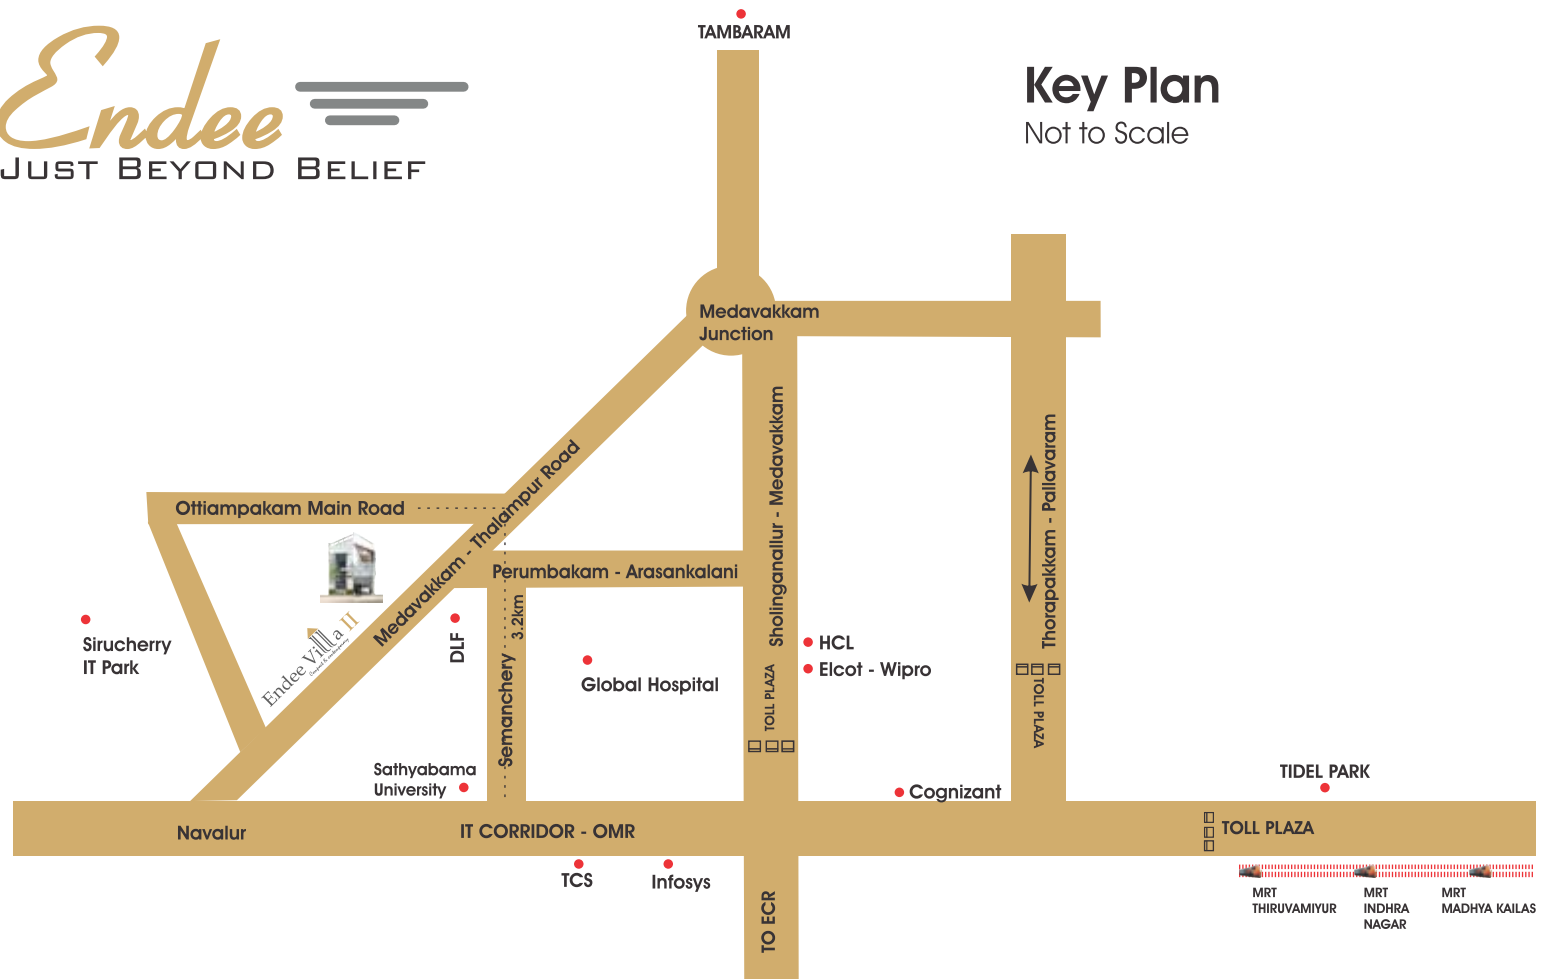 TAMBARAM
Endee
JUST BEYOND BELIEF
Key Plan
Not to Scale
Medavakkam
Junction
Sholinganallur - Medavakkam
Thorapakkam - Pallavaram
Medavakkam - Thalampur Road
Ottiampakam Main Road
Perumbakam - Arasankalani
3.2km
Semanchery
DLF
Endee Villa II
Sirucherry
IT Park
Global Hospital
HCL
Elcot - Wipro
TOLL PLAZA
TOLL PLAZA
Sathyabama
University
Cognizant
TIDEL PARK
Navalur
IT CORRIDOR - OMR
TOLL PLAZA
TCS
Infosys
TO ECR
MRT
THIRUVAMIYUR
MRT
INDHRA
NAGAR
MRT
MADHYA KAILAS